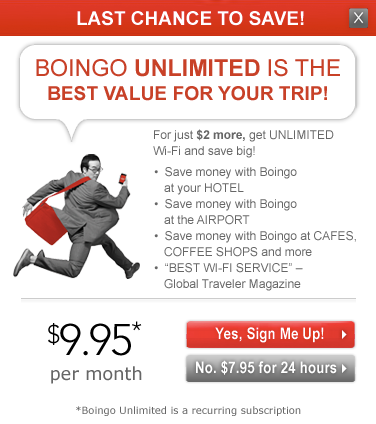 LAST CHANCE TO SAVE!
X
BOINGO UNLIMITED IS THE
BEST VALUE FOR YOUR TRIP!
For just $2 more, get UNLIMITED
Wi-Fi and save big!
• Save money with Boingo
at your HOTEL
• Save money with Boingo
at the AIRPORT
• Save money with Boingo at CAFES,
COFFEE SHOPS and more
• “BEST WI-FI SERVICE” –
Global Traveler Magazine
$9.95*
per month
Yes, Sign Me Up!
No. $7.95 for 24 hours
*Boingo Unlimited is a recurring subscription